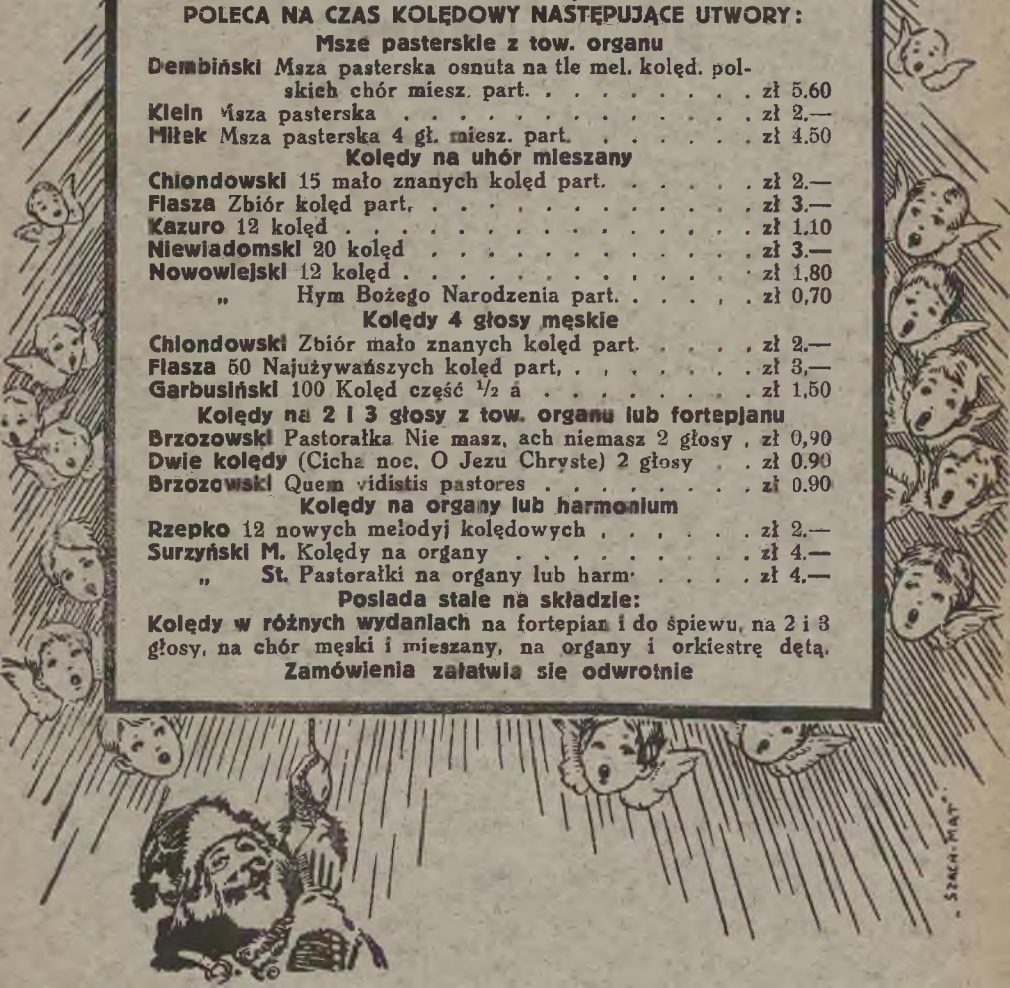 POLECA NA CZAS KOLĘDOWY NASTĘPUJĄCE UTWORY:
Msze pasterskie z tow. organu
Dembiński Msza pasterska osnuta na tle mel. kolęd. pol-
skich chór miesz. part. . . . . . . . . zł 5.60
Klein Msza pasterska . . . . . . . . . . . . . zł 2.—
Miłek Msza pasterska 4 gł. miesz. part. . . . . . . zł 4.50
Kolędy na uhór mieszany
Chlondowski 15 mało znanych kolęd part. . . . . . zł 2.—
Flasza Zbiór kolęd part, . . . . . . . . . . . . zł 3.—
Kazuro 12 kolęd . . . . . . . . . . . . . . . zł 1.10
Niewiadomski 20 kolęd . . . . . . . . . . . . zł 3.—
Nowowiejski 12 kolęd . . . . . . . . . . . . . zł 1,80
„ Hym Bożego Narodzenia part. . . . , . zł 0,70
Kolędy 4 głosy męskie
Chlondowski Zbiór mało znanych kolęd part. . . . , zł 2.—
Flasza 50 Najużywańszych kolęd part, . . . . . . zł 3,—
Garbusiński 100 Kolęd część ½ á . . . . . . . . zł 1,50
Kolędy na 2 i 3 głosy z tow. organu lub fortepjanu
Brzozowski Pastorałka Nie masz, ach niemasz 2 głosy . zł 0,90
Dwie kolędy (Cicha noc, O Jezu Chryste) 2 głosy . . zł 0.90
Brzozowski Quem vidistis pastores . . . . . . . . zł 0.90
Kolędy na organy lub harmonium
Rzepko 12 nowych melodyj kolędowych , . . . . . zł 2.—
Surzyński M. Kolędy na organy . . . . . . . . . zł 4.—
„ St. Pastorałki na organy lub harm· . . . . zł 4,—
Posiada stale na składzie:
Kolędy w różnych wydaniach na fortepian i do śpiewu, na 2 i 3
głosy, na chór męski i mieszany, na organy i orkiestrę dętą.
Zamówienia załatwia sie odwrotnie
„SZACH-MAT"